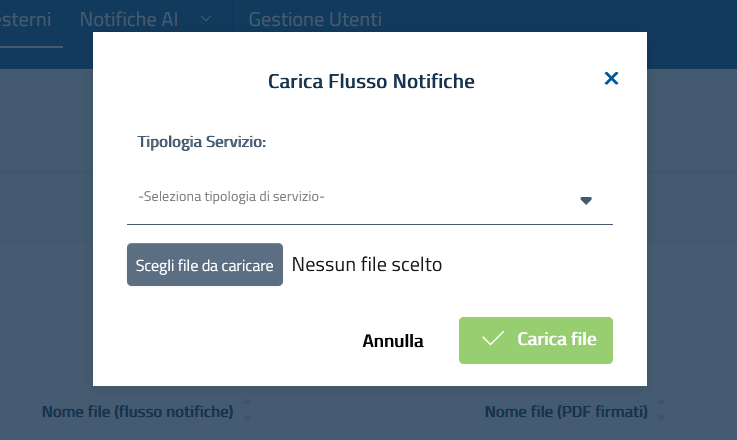 esterni Notifiche AI Gestione Utenti
Carica Flusso Notifiche
Tipologia Servizio:
-Seleziona tipologia di servizio-
Scegli file da caricare Nessun file scelto
Annulla Carica file
Nome file (flusso notifiche) Nome file (PDF firmati)